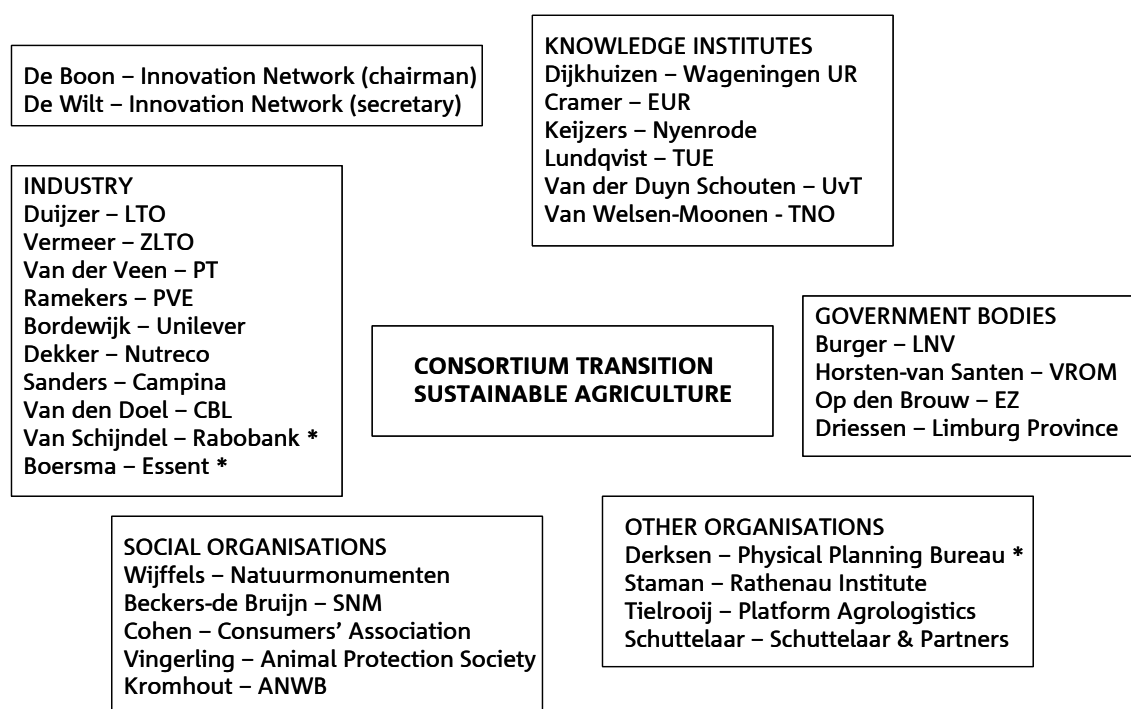 De Boon – Innovation Network (chairman)
De Wilt – Innovation Network (secretary)
KNOWLEDGE INSTITUTES
Dijkhuizen – Wageningen UR
Cramer – EUR
Keijzers – Nyenrode
Lundqvist – TUE
Van der Duyn Schouten – UvT
Van Welsen-Moonen - TNO
INDUSTRY
Duijzer – LTO
Vermeer – ZLTO
Van der Veen – PT
Ramekers – PVE
Bordewijk – Unilever
Dekker – Nutreco
Sanders – Campina
Van den Doel – CBL
Van Schijndel – Rabobank *
Boersma – Essent *
CONSORTIUM TRANSITION
SUSTAINABLE AGRICULTURE
GOVERNMENT BODIES
Burger – LNV
Horsten-van Santen – VROM
Op den Brouw – EZ
Driessen – Limburg Province
SOCIAL ORGANISATIONS
Wijffels – Natuurmonumenten
Beckers-de Bruijn – SNM
Cohen – Consumers’ Association
Vingerling – Animal Protection Society
Kromhout – ANWB
OTHER ORGANISATIONS
Derksen – Physical Planning Bureau *
Staman – Rathenau Institute
Tielrooij – Platform Agrologistics
Schuttelaar – Schuttelaar & Partners